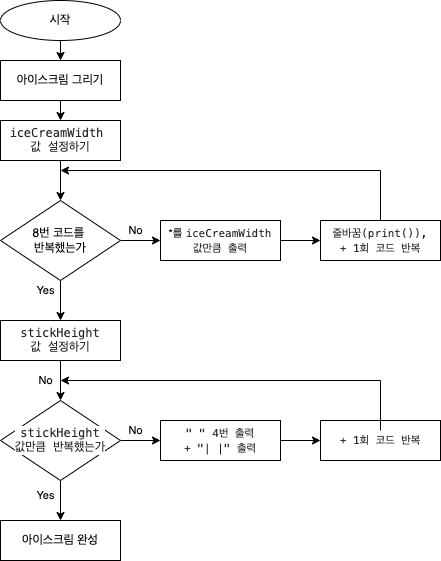 시작
아이스크림 그리기
iceCreamWidth
값 설정하기
8번 코드를
반복했는가
No
*를 iceCreamWidth
값만큼 출력
줄바꿈(print()),
+ 1회 코드 반복
Yes
stickHeight
값 설정하기
No
stickHeight
값만큼 반복했는가
No
" " 4번 출력
+ "| |" 출력
+ 1회 코드 반복
Yes
아이스크림 완성